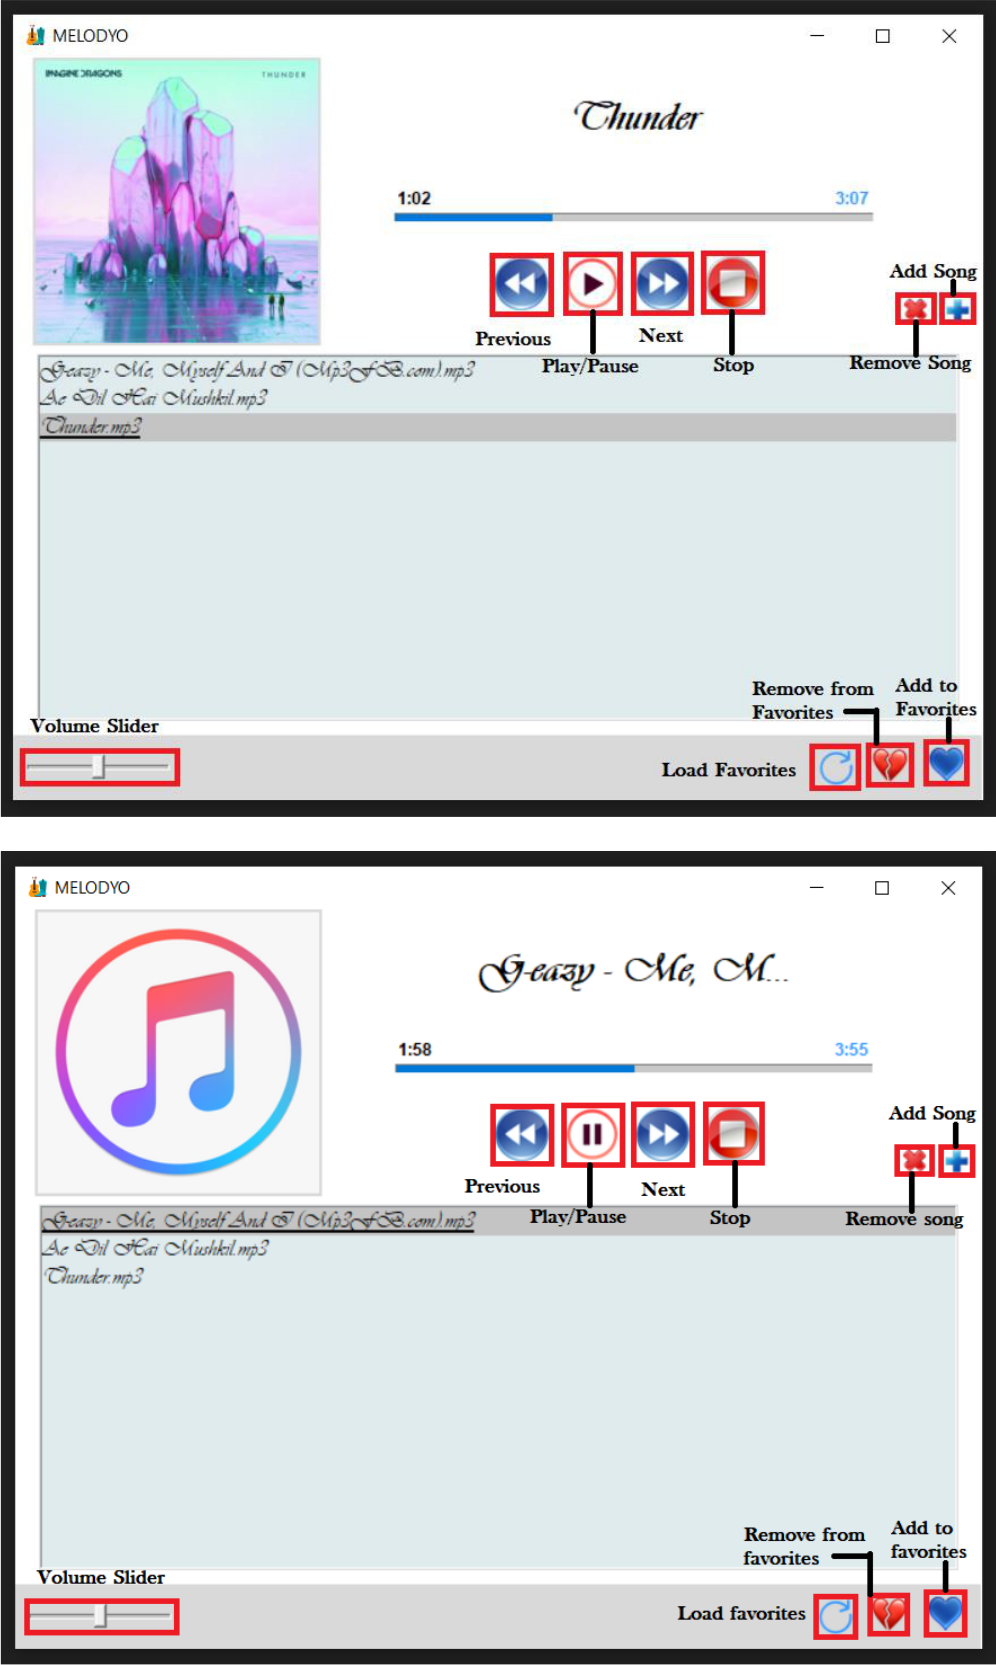 MELODYO
IMAGINE DRAGONS
THUNDER
Thunder
1:02
3:07
Add Song
Previous
Next
Play/Pause
Stop
Remove Song
G-eazy - Me, Myself And I (Mp3FB.com).mp3
Ae Dil Hai Mushkil.mp3
Thunder.mp3
Remove from
Favorites
Add to
Favorites
Volume Slider
Load Favorites
MELODYO
G-eazy - Me, M...
1:58
3:55
Add Song
Previous
Next
Play/Pause
Stop
Remove song
G-eazy - Me, Myself And I (Mp3FB.com).mp3
Ae Dil Hai Mushkil.mp3
Thunder.mp3
Remove from
favorites
Add to
favorites
Volume Slider
Load favorites